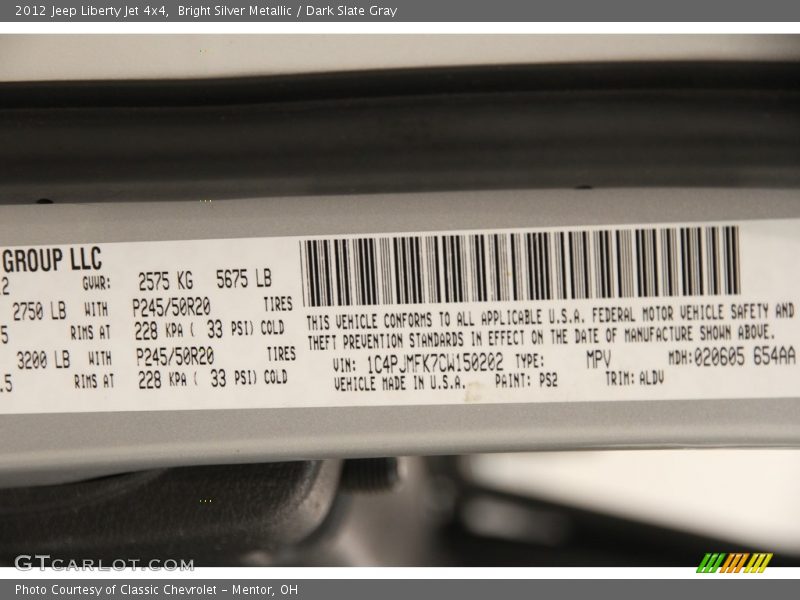 2012 Jeep Liberty Jet 4x4,  Bright Silver Metallic / Dark Slate Gray
GROUP LLC
2 GVWR: 2575 KG 5675 LB
2750 LB WITH P245/50R20 TIRES
5 RIMS AT 228 KPA ( 33 PSI) COLD
3200 LB WITH P245/50R20 TIRES
.5 RIMS AT 228 KPA ( 33 PSI) COLD
THIS VEHICLE CONFORMS TO ALL APPLICABLE U.S.A. FEDERAL MOTOR VEHICLE SAFETY AND
THEFT PREVENTION STANDARDS IN EFFECT ON THE DATE OF MANUFACTURE SHOWN ABOVE.
VIN: 1C4PJMFK7CW150202 TYPE: MPV MDH:020605 654AA
VEHICLE MADE IN U.S.A. PAINT: PS2 TRIM: ALDV
GTCARLOT.COM
Photo Courtesy of Classic Chevrolet - Mentor, OH